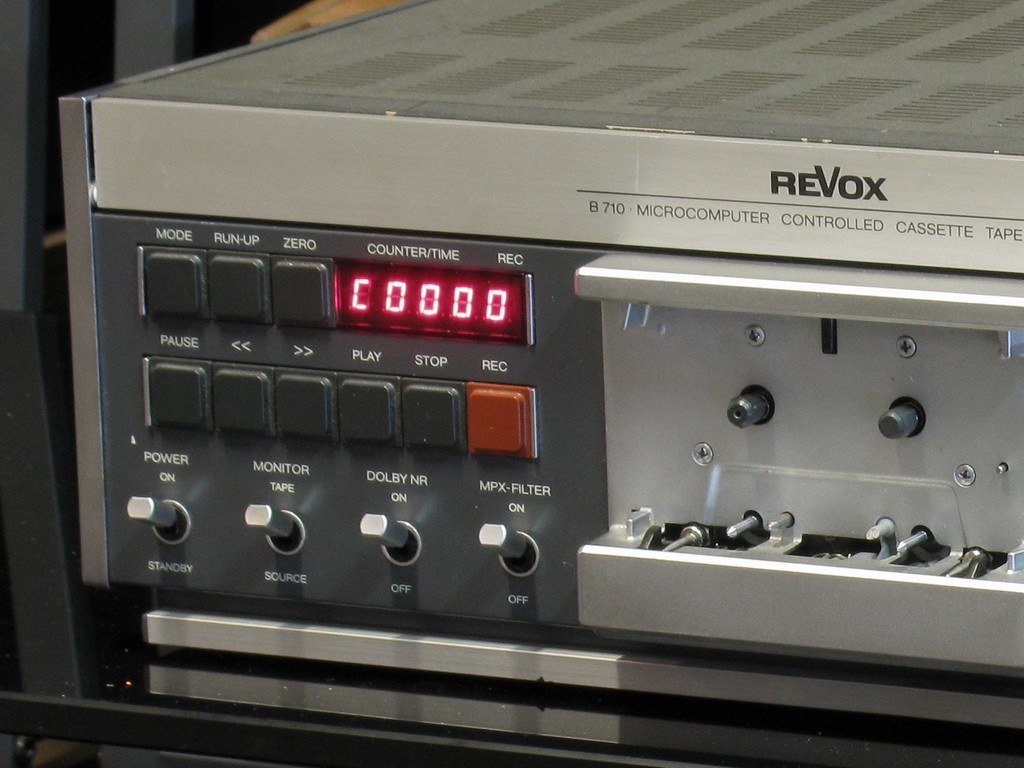 REVOX
B 710 · MICROCOMPUTER CONTROLLED CASSETTE TAPE
MODE RUN-UP ZERO COUNTER/TIME REC
C0000
PAUSE << >> PLAY STOP REC
POWER MONITOR DOLBY NR MPX-FILTER
ON TAPE ON ON
STANDBY SOURCE OFF OFF